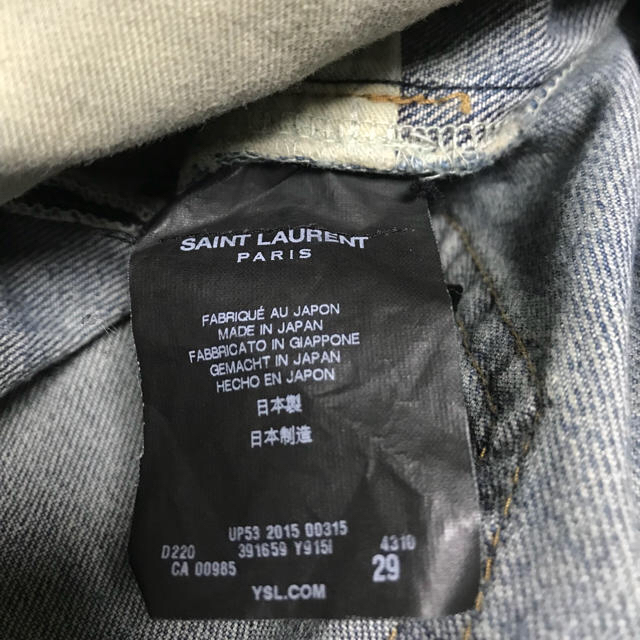 SAINT LAURENT
PARIS
FABRIQUÉ AU JAPON
MADE IN JAPAN
FABBRICATO IN GIAPPONE
GEMACHT IN JAPAN
HECHO EN JAPON
日本製
日本制造
UP53 2015 00315
D220 391659 Y915I 4310
CA 00985 29
YSL.COM